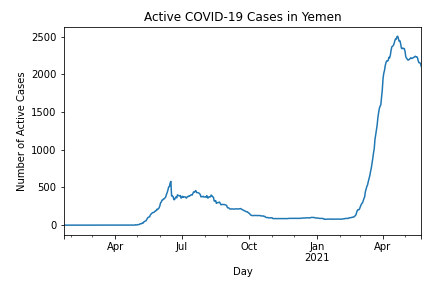 Active COVID-19 Cases in Yemen
2500
2000
1500
1000
500
0
Number of Active Cases
Apr
Jul
Oct
Jan
2021
Apr
Day